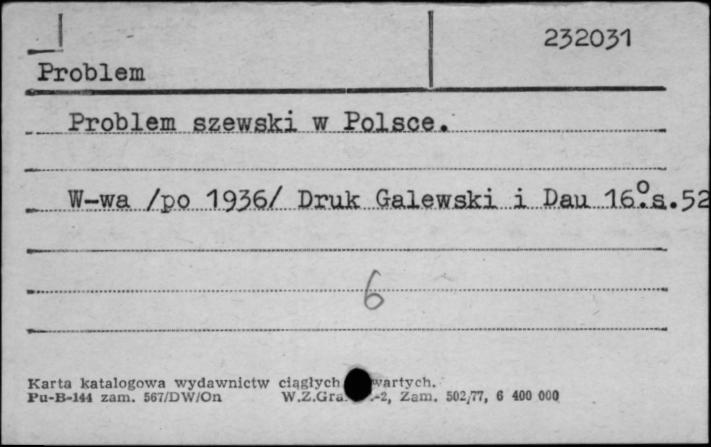 232031
Problem
Problem szewski w Polsce.
W-wa /po 1936/ Druk Galewski i Dau 16.° s.52
6
Karta katalogowa wydawnictw ciągłych wartych.
Pu-B-144 zam. 567/DW/On W.Z.Gra. -2, Zam. 502/77, 6 400 000